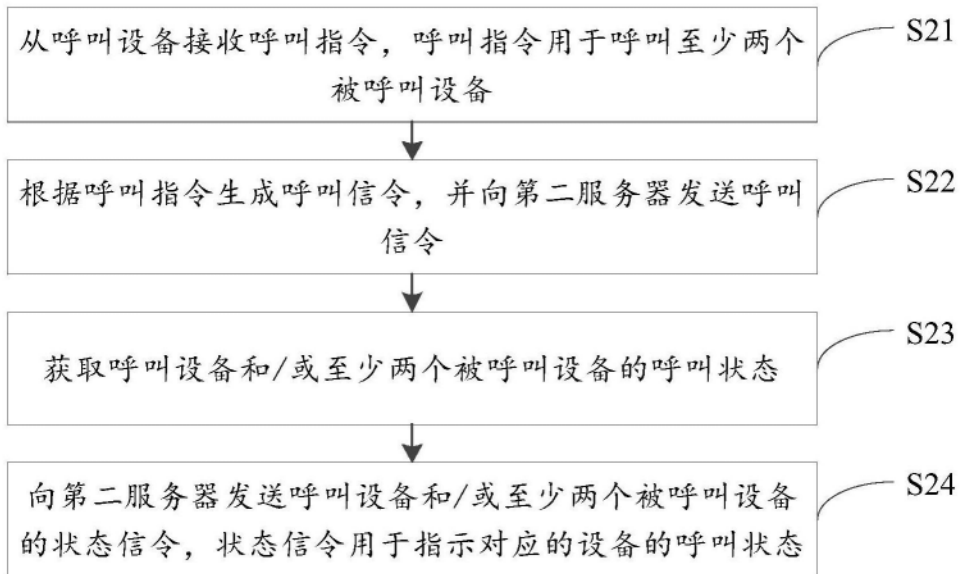 从呼叫设备接收呼叫指令，呼叫指令用于呼叫至少两个
被呼叫设备
S21
根据呼叫指令生成呼叫信令，并向第二服务器发送呼叫
信令
S22
获取呼叫设备和/或至少两个被呼叫设备的呼叫状态
S23
向第二服务器发送呼叫设备和/或至少两个被呼叫设备
的状态信令，状态信令用于指示对应的设备的呼叫状态
S24